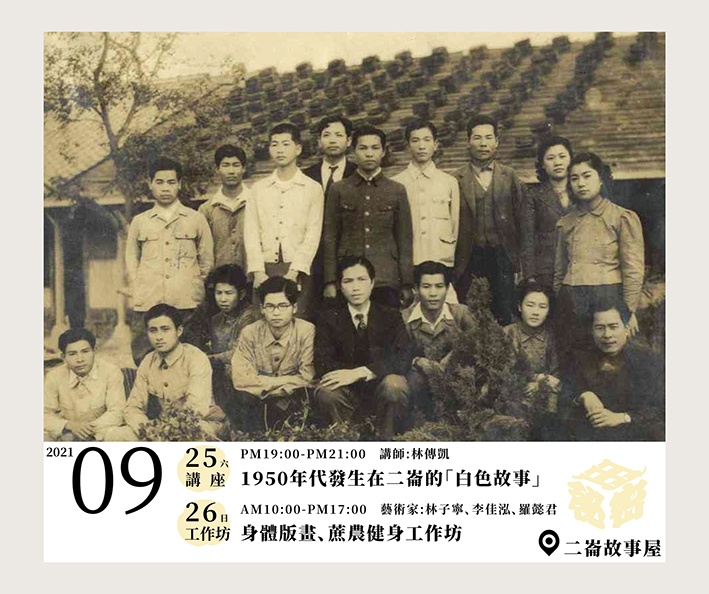 2021
09
25六
講座
PM19:00-PM21:00 講師:林傳凱
1950年代發生在二崙的「白色故事」
26日
工作坊
AM10:00-PM17:00 藝術家:林子寧、李佳泓、羅懿君
身體版畫、蔗農健身工作坊
二崙故事屋